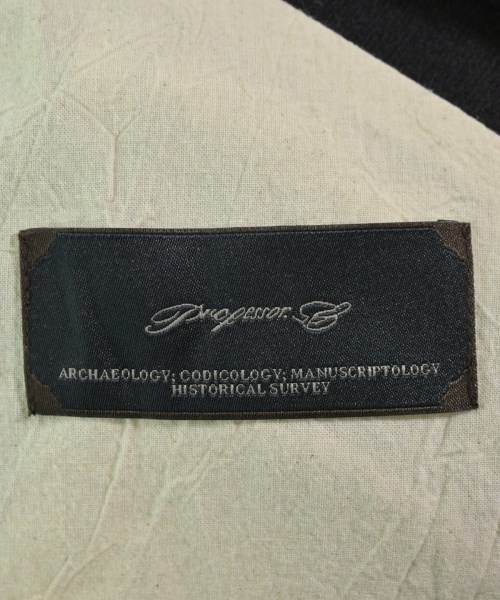 Professor. E
ARCHAEOLOGY; CODICOLOGY; MANUSCRIPTOLOGY
HISTORICAL SURVEY